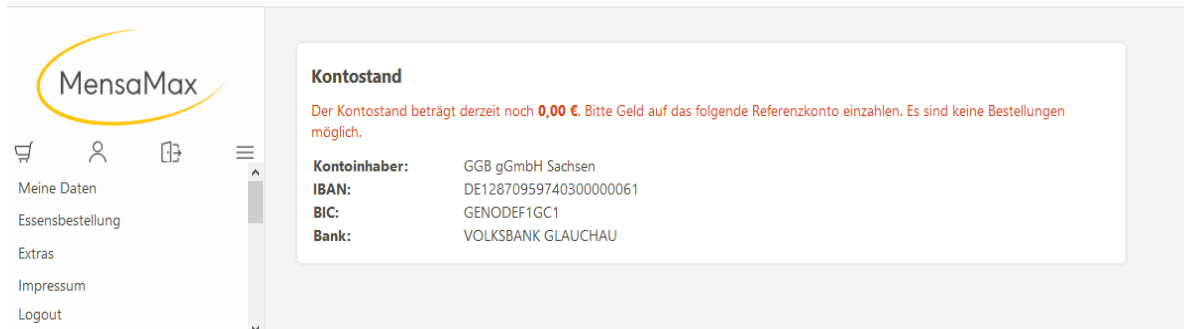 MensaMax
Meine Daten
Essensbestellung
Extras
Impressum
Logout
Kontostand
Der Kontostand beträgt derzeit noch 0,00 €. Bitte Geld auf das folgende Referenzkonto einzahlen. Es sind keine Bestellungen
möglich.
Kontoinhaber: GGB gGmbH Sachsen
IBAN: DE12870959740300000061
BIC: GENODEF1GC1
Bank: VOLKSBANK GLAUCHAU